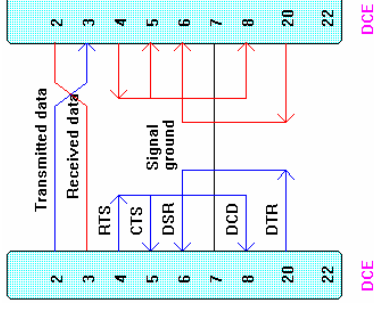 2 Transmitted data 2
3 Received data 3
4 RTS 4
5 CTS 5
6 DSR 6
Signal
ground
7 7
8 DCD 8
20 DTR 20
22 22
DCE DCE